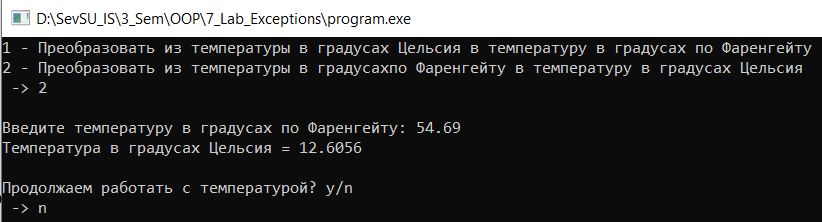 D:\SevSU_IS\3_Sem\OOP\7_Lab_Exceptions\program.exe
1 - Преобразовать из температуры в градусах Цельсия в температуру в градусах по Фаренгейту
2 - Преобразовать из температуры в градусахпо Фаренгейту в температуру в градусах Цельсия
-> 2
Введите температуру в градусах по Фаренгейту: 54.69
Температура в градусах Цельсия = 12.6056
Продолжаем работать с температурой? y/n
-> n